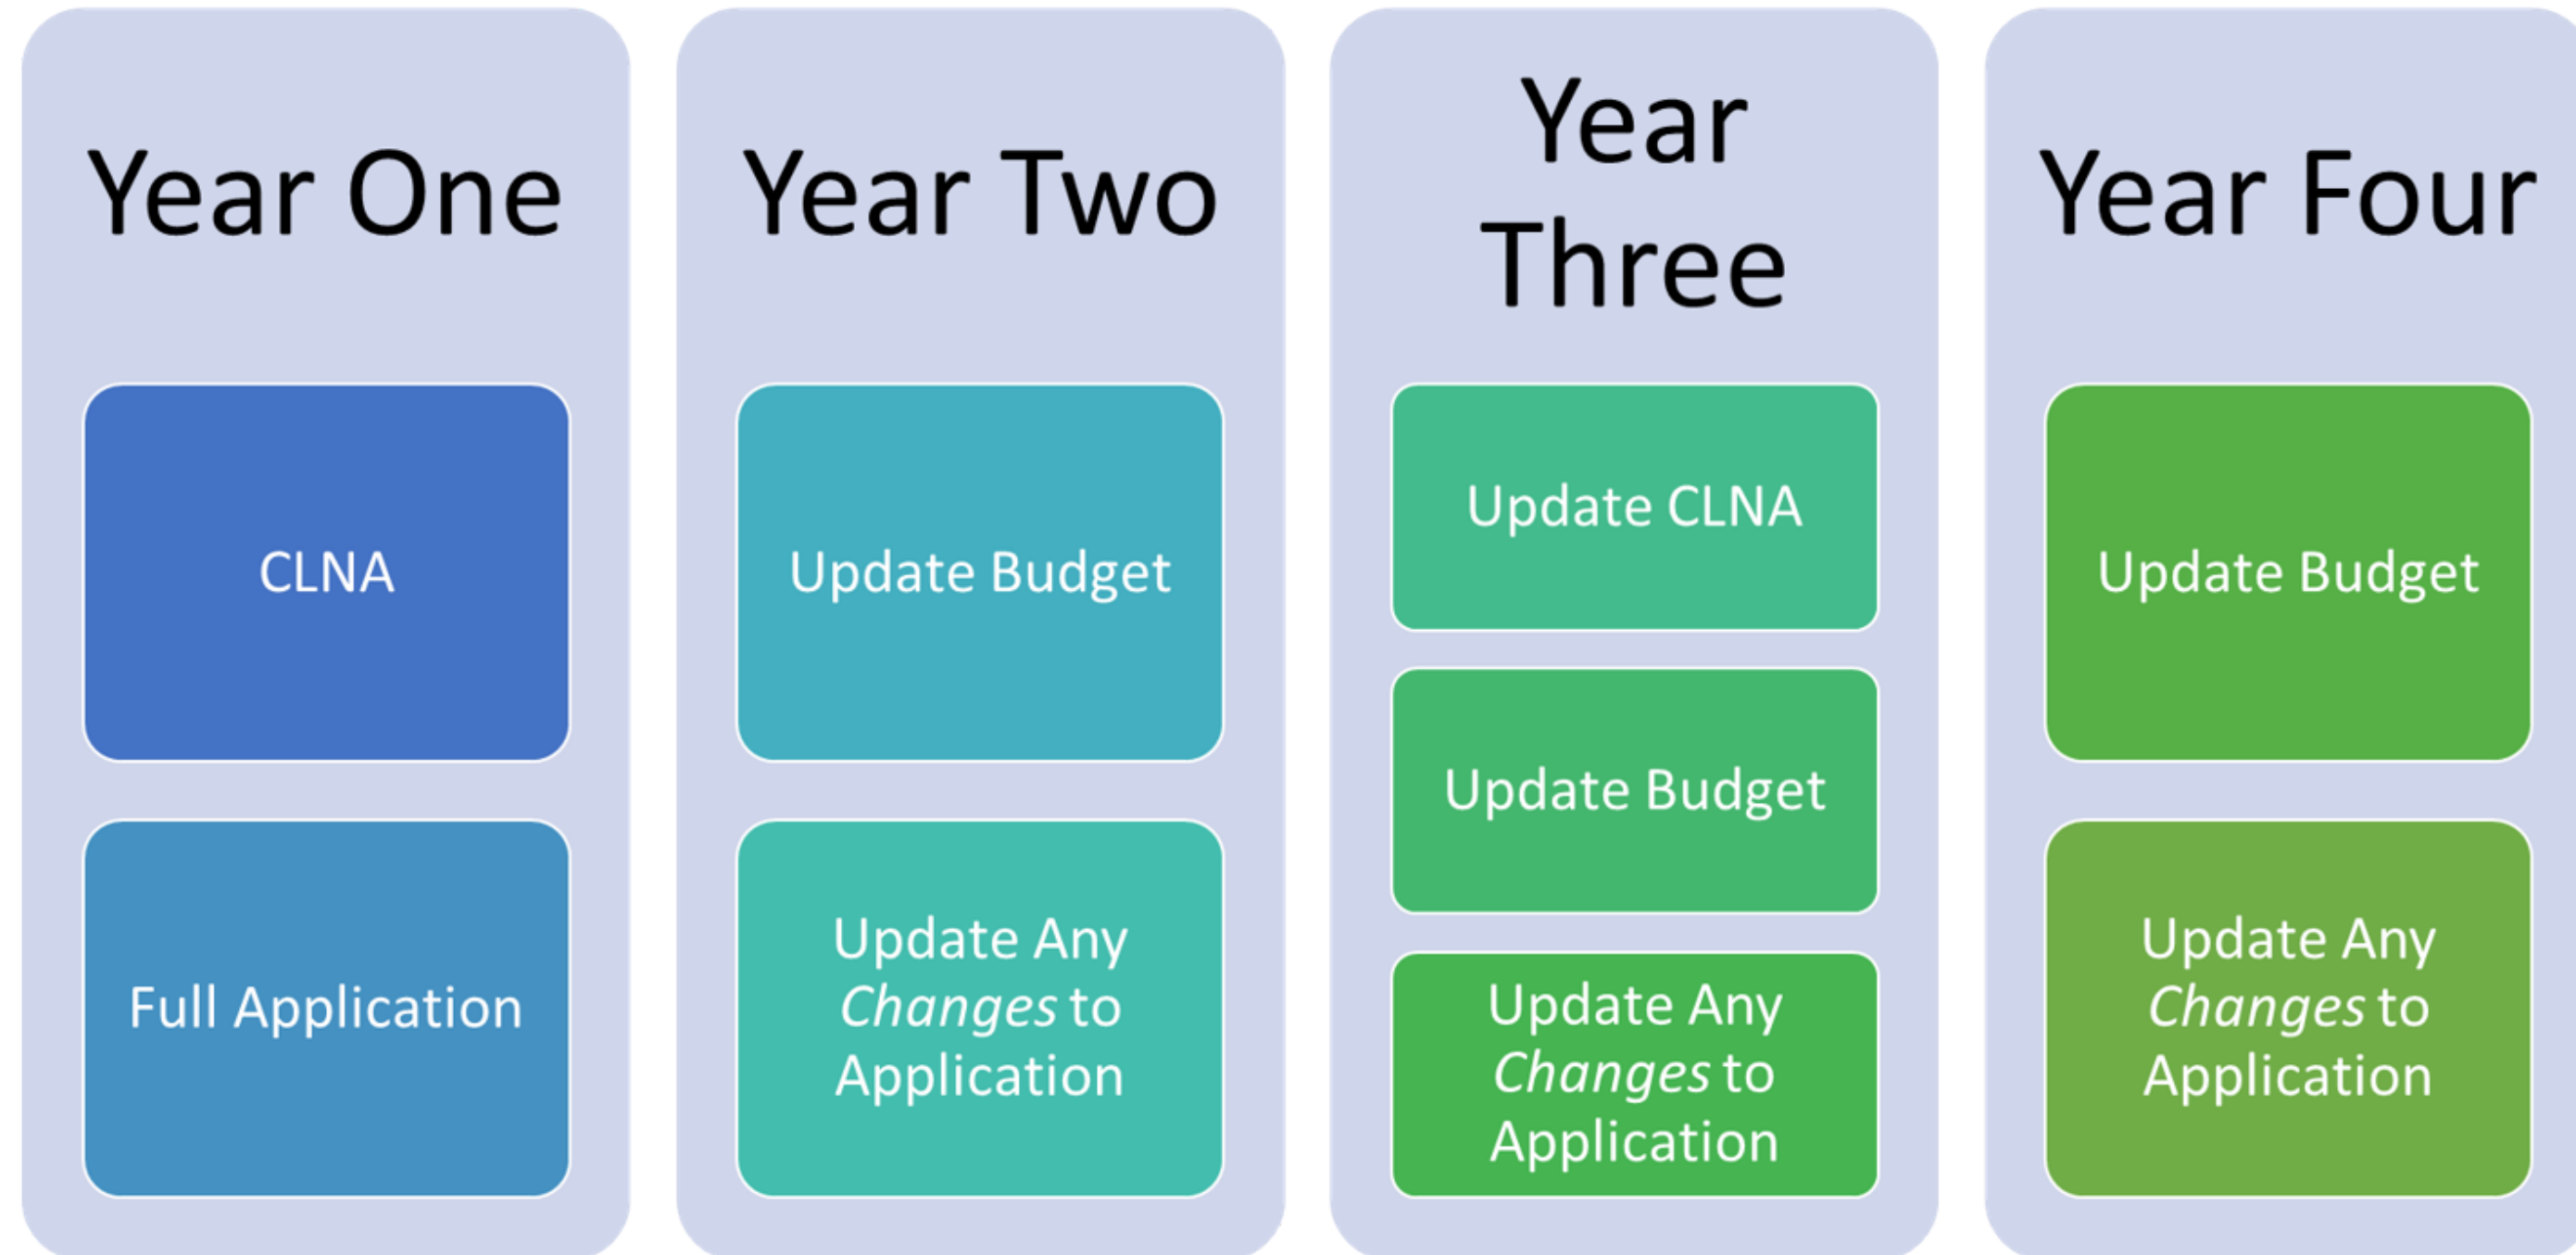 Year One
CLNA
Full Application
Year Two
Update Budget
Update Any
Changes to
Application
Year
Three
Update CLNA
Update Budget
Update Any
Changes to
Application
Year Four
Update Budget
Update Any
Changes to
Application